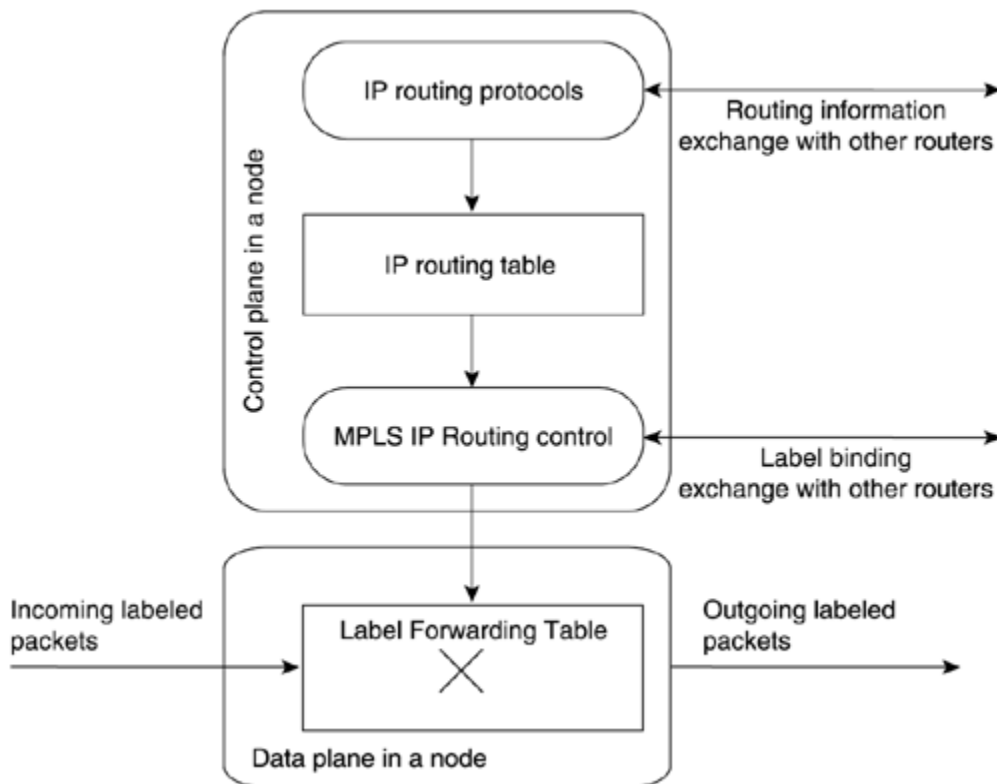 IP routing protocols
Routing information
exchange with other routers
Control plane in a node
IP routing table
MPLS IP Routing control
Label binding
exchange with other routers
Incoming labeled
packets
Label Forwarding Table
Outgoing labeled
packets
Data plane in a node